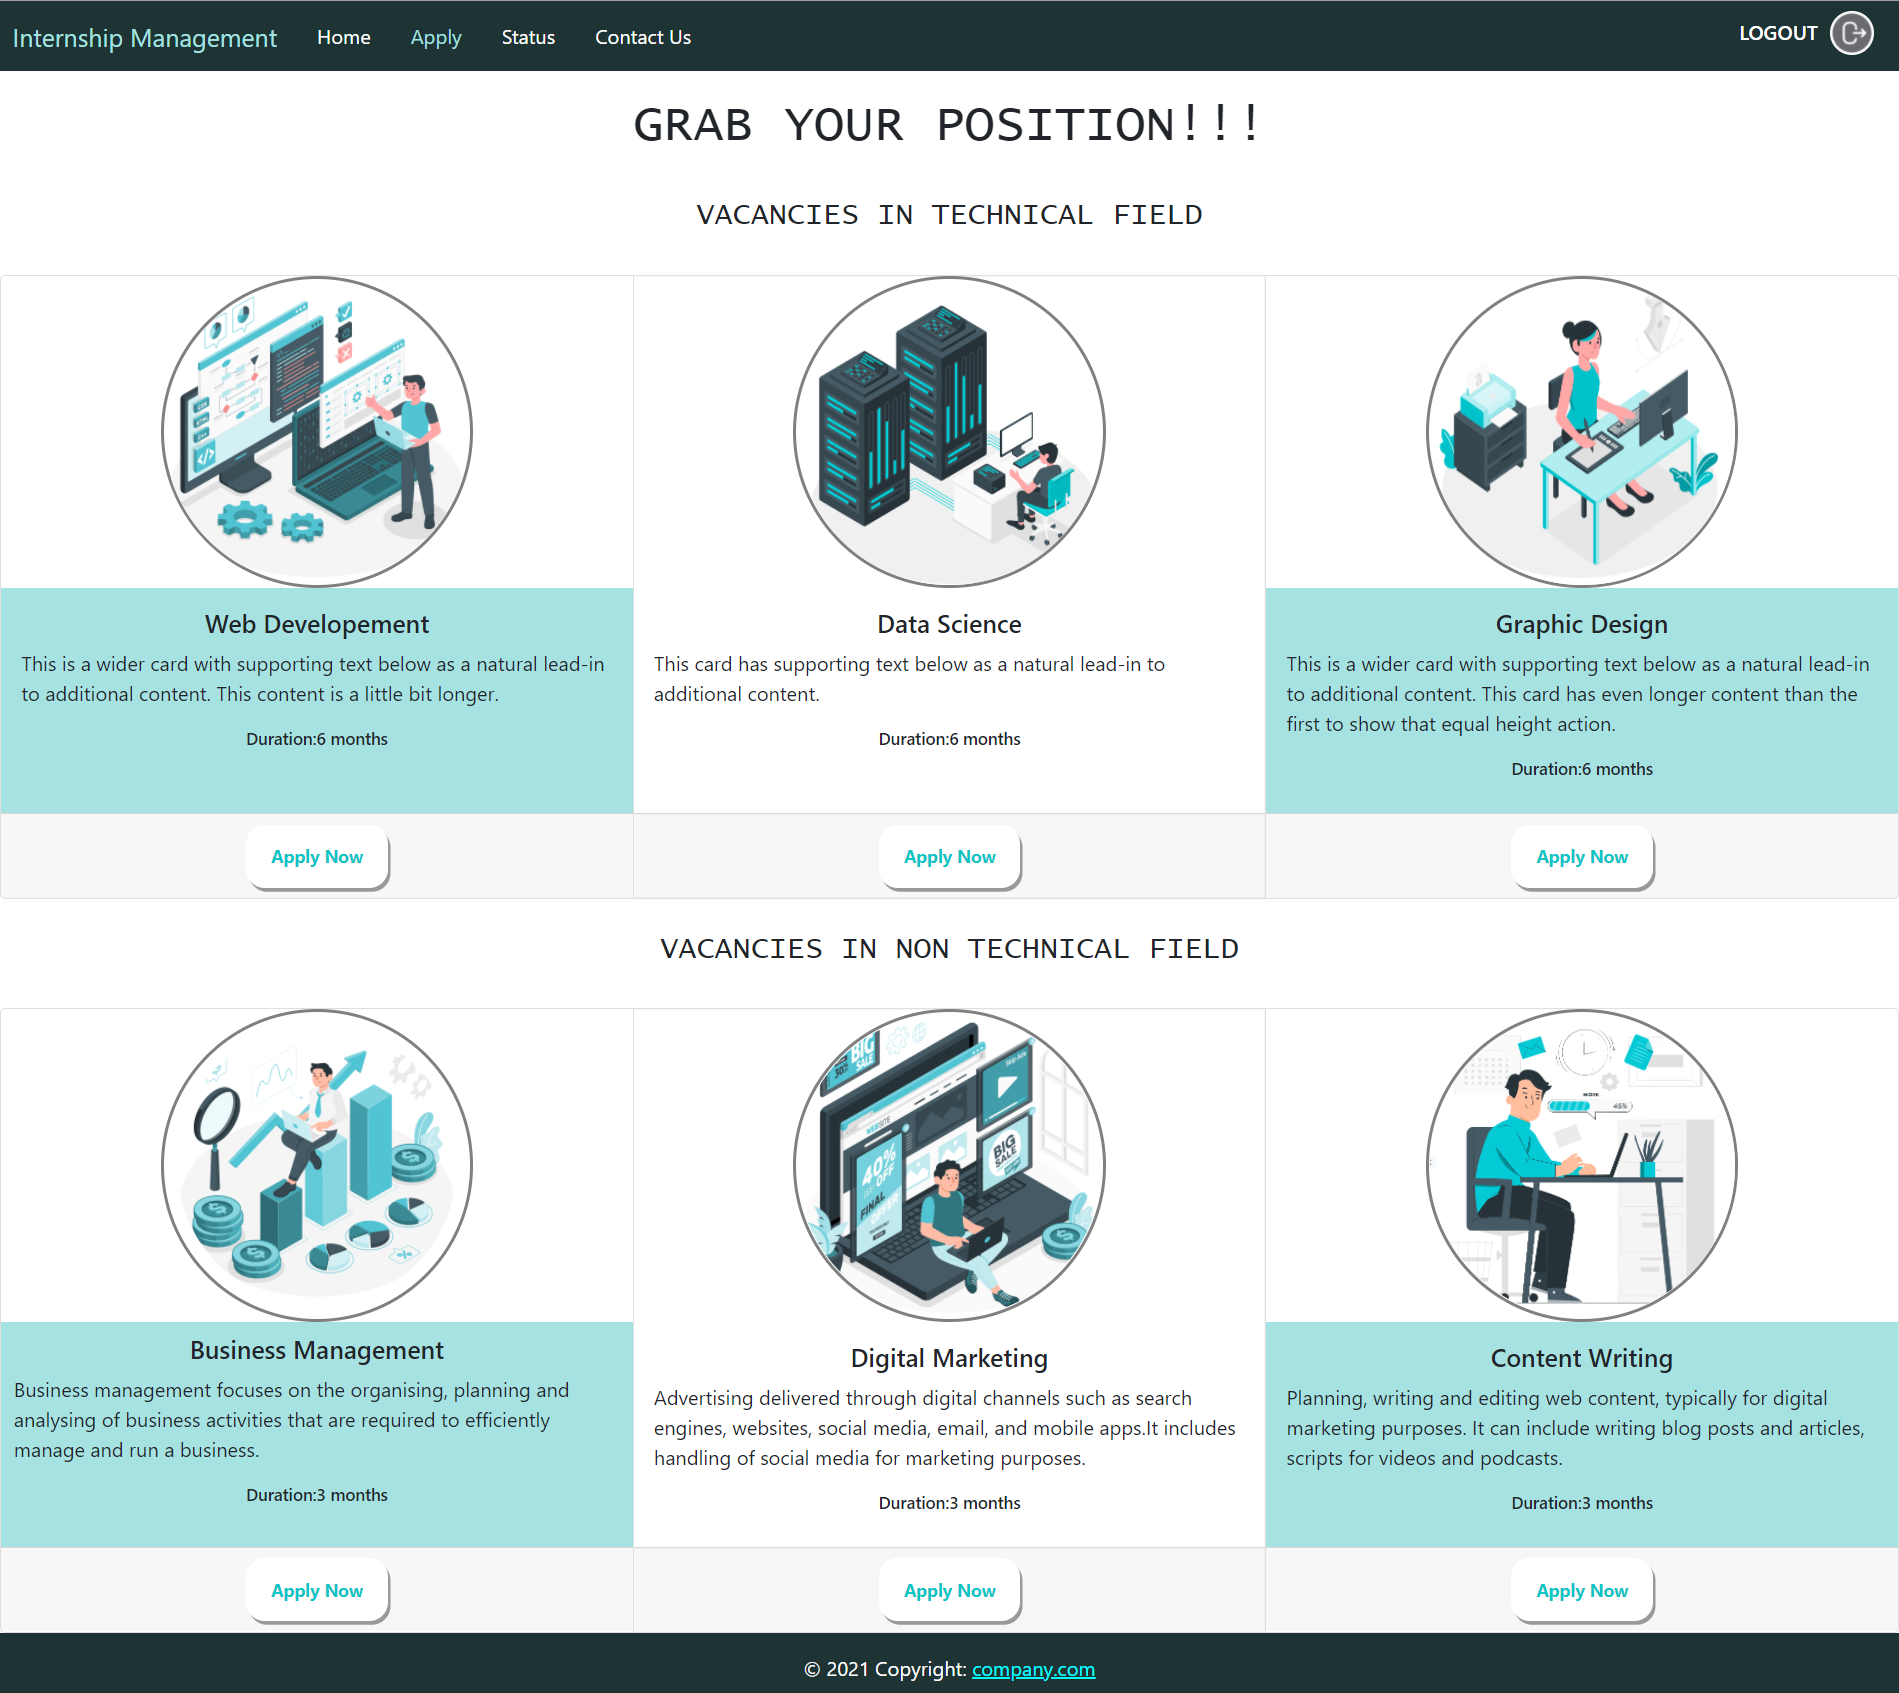 Internship Management Home Apply Status Contact Us LOGOUT
GRAB YOUR POSITION!!!
VACANCIES IN TECHNICAL FIELD
Web Developement
This is a wider card with supporting text below as a natural lead-in
to additional content. This content is a little bit longer.
Duration:6 months
Apply Now
Data Science
This card has supporting text below as a natural lead-in to
additional content.
Duration:6 months
Apply Now
Graphic Design
This is a wider card with supporting text below as a natural lead-in
to additional content. This card has even longer content than the
first to show that equal height action.
Duration:6 months
Apply Now
VACANCIES IN NON TECHNICAL FIELD
Business Management
Business management focuses on the organising, planning and
analysing of business activities that are required to efficiently
manage and run a business.
Duration:3 months
Apply Now
BIG
SALE
30%
Skip Ads
WEBSITE
40%
OFF
FINAL
OFFER
BIG
SALE
Digital Marketing
Advertising delivered through digital channels such as search
engines, websites, social media, email, and mobile apps.It includes
handling of social media for marketing purposes.
Duration:3 months
Apply Now
WORK
45%
Content Writing
Planning, writing and editing web content, typically for digital
marketing purposes. It can include writing blog posts and articles,
scripts for videos and podcasts.
Duration:3 months
Apply Now
© 2021 Copyright: company.com